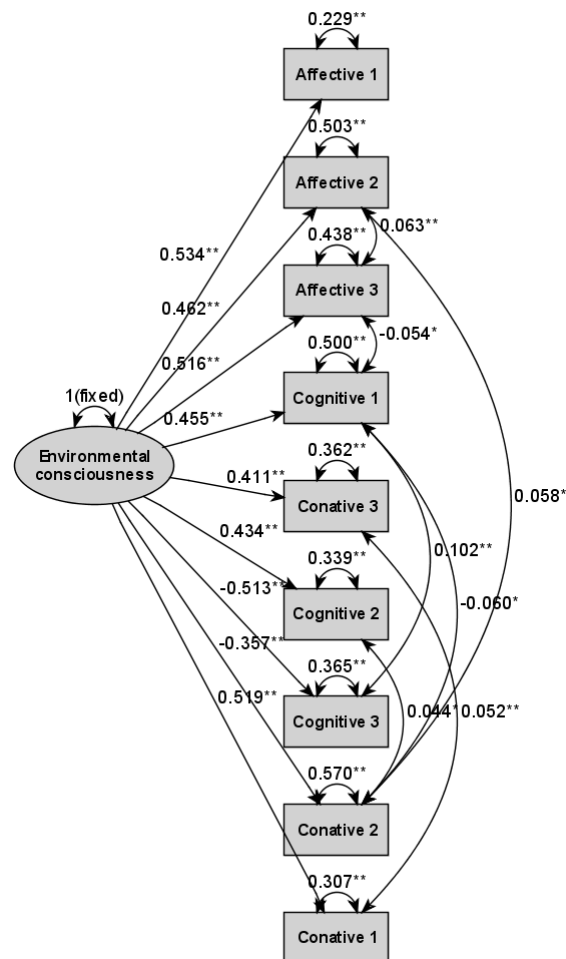 0.229**
Affective 1
0.503**
Affective 2
0.063**
0.438**
0.534**
Affective 3
0.462**
-0.054*
0.500**
0.516**
1(fixed)
Cognitive 1
0.455**
Environmental
consciousness
0.362**
0.411**
Conative 3
0.058*
0.434**
0.102**
0.339**
-0.513**
-0.060*
Cognitive 2
-0.357**
0.365**
0.519**
0.044*
0.052**
Cognitive 3
0.570**
Conative 2
0.307**
Conative 1